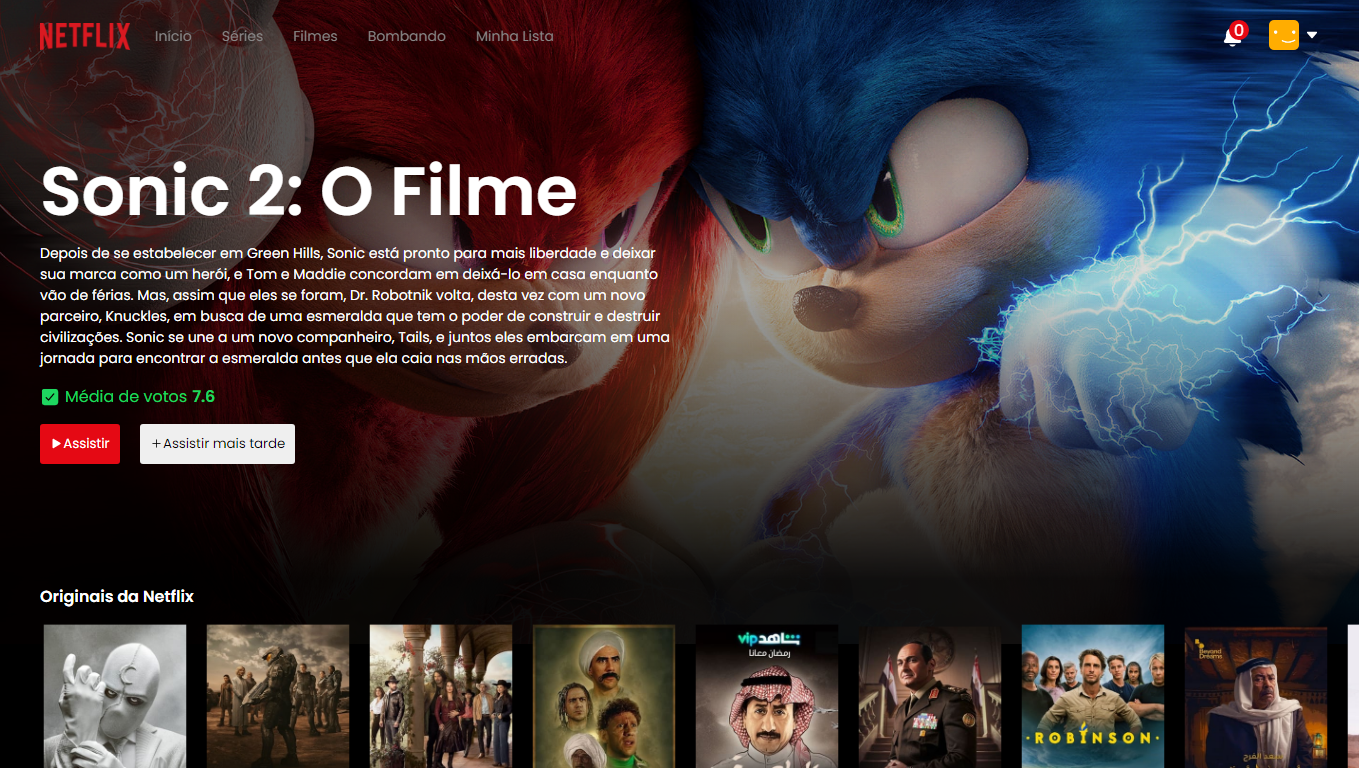 NETFLIX Início Séries Filmes Bombando Minha Lista 0
Sonic 2: O Filme
Depois de se estabelecer em Green Hills, Sonic está pronto para mais liberdade e deixar
sua marca como um herói, e Tom e Maddie concordam em deixá-lo em casa enquanto
vão de férias. Mas, assim que eles se foram, Dr. Robotnik volta, desta vez com um novo
parceiro, Knuckles, em busca de uma esmeralda que tem o poder de construir e destruir
civilizações. Sonic se une a um novo companheiro, Tails, e juntos eles embarcam em uma
jornada para encontrar a esmeralda antes que ela caia nas mãos erradas.
Média de votos 7.6
Assistir + Assistir mais tarde
Originais da Netflix
شاهد vip
رمضان معانا
ROBINSON
Beyond
Dreams
سعد الفرج